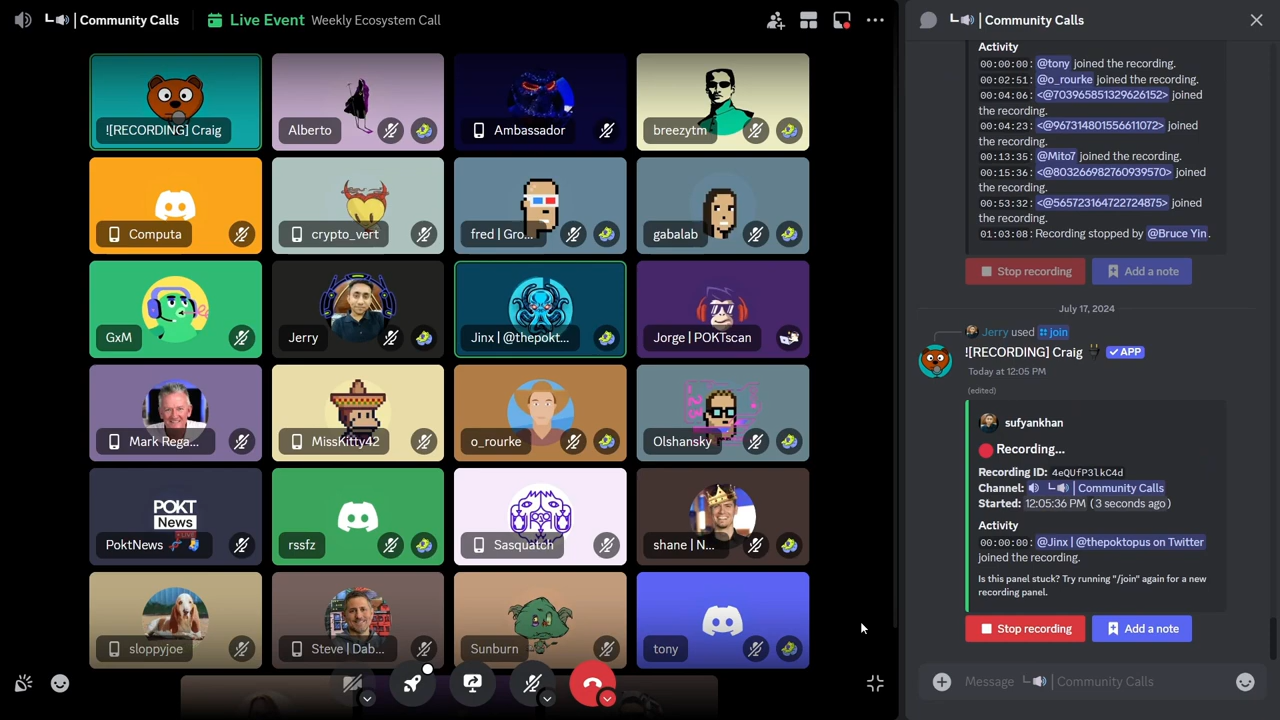 | Community Calls
Live Event Weekly Ecosystem Call
![RECORDING] Craig
Alberto
Ambassador
breezytm
Computa
crypto_vert
fred | Gro...
gabalab
GxM
Jerry
Jinx | @thepokt...
Jorge | POKTscan
Mark Rega...
MissKitty42
o_rourke
Olshansky
POKT
News
PoktNews
LIVE
rssfz
Sasquatch
shane | N...
sloppyjoe
Steve | Dab...
Sunburn
tony
| Community Calls
Activity
00:00:00: @tony joined the recording.
00:02:51: @o_rourke joined the recording.
00:04:06: <@703965851329626152> joined
the recording.
00:04:23: <@967314801556611072> joined
the recording.
00:13:35: @Mito7 joined the recording.
00:15:36: <@803266982760939570> joined
the recording.
00:53:32: <@565723164722724875> joined
the recording.
01:03:08: Recording stopped by @Bruce Yin.
Stop recording
Add a note
July 17, 2024
Jerry used join
![RECORDING] Craig APP
Today at 12:05 PM
(edited)
sufyankhan
Recording...
Recording ID: 4eQUfP3lkC4d
Channel: | Community Calls
Started: 12:05:36 PM (3 seconds ago)
Activity
00:00:00: @Jinx | @thepoktopus on Twitter
joined the recording.
Is this panel stuck? Try running "/join" again for a new
recording panel.
Stop recording
Add a note
Message | Community Calls